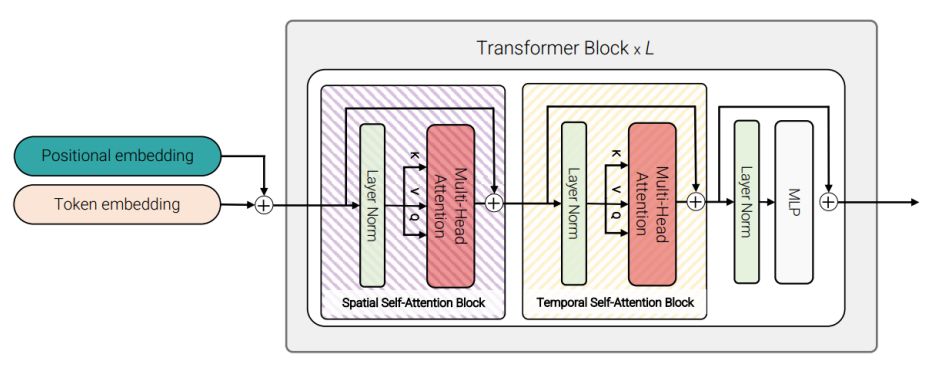 Transformer Block x L
Positional embedding
Token embedding
Layer Norm
K
V
Q
Multi-Head
Attention
Spatial Self-Attention Block
Layer Norm
K
V
Q
Multi-Head
Attention
Temporal Self-Attention Block
Layer Norm
MLP